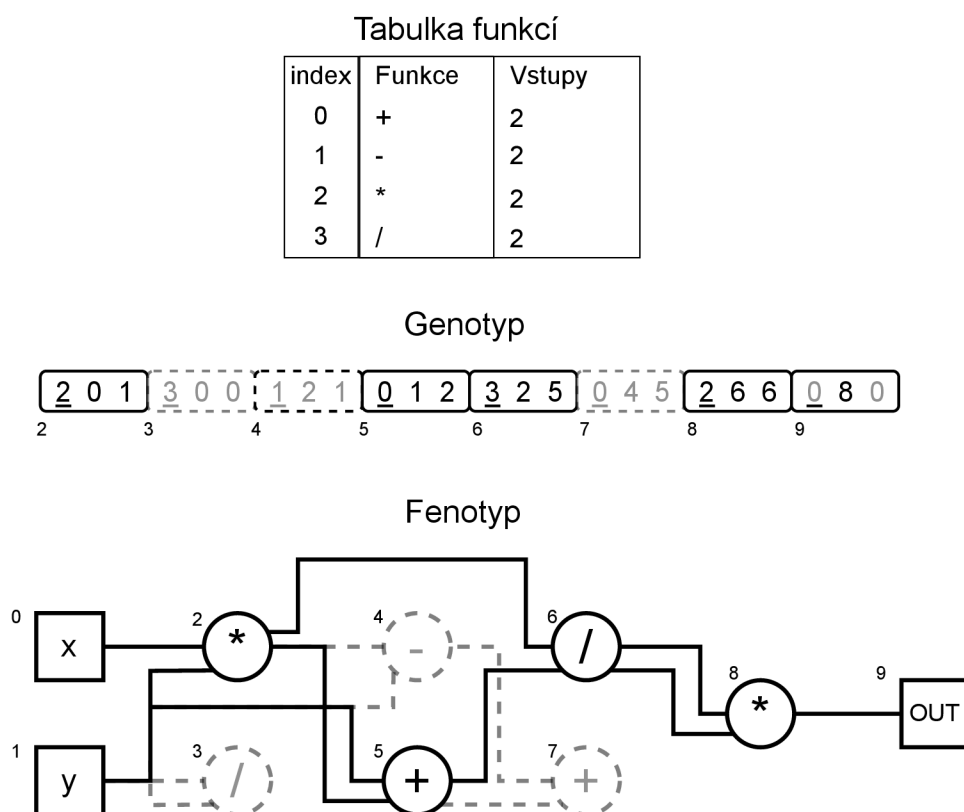 Tabulka funkcí
index Funkce Vstupy
0 + 2
1 - 2
2 * 2
3 / 2
Genotyp
2 0 1 3 0 0 1 2 1 0 1 2 3 2 5 0 4 5 2 6 6 0 8 0
2 3 4 5 6 7 8 9
Fenotyp
0 x 2 * 4 - 6 /
8 * 9 OUT
1 y 3 / 5 + 7 +